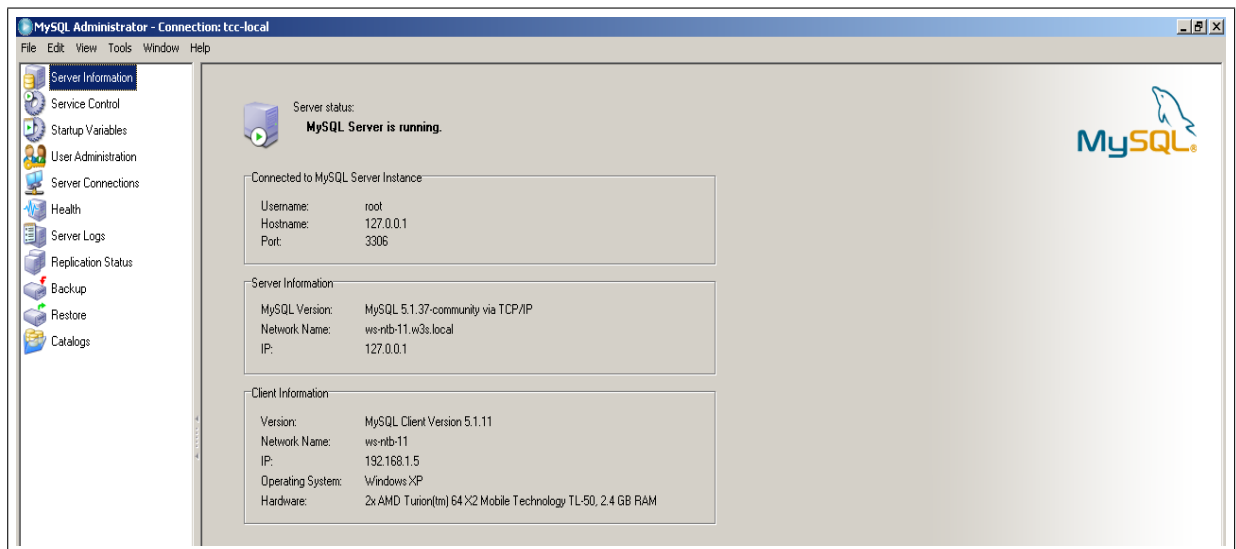 MySQL Administrator - Connection: tcc-local
File Edit View Tools Window Help
Server Information
Service Control
Startup Variables
User Administration
Server Connections
Health
Server Logs
Replication Status
Backup
Restore
Catalogs
Server status:
MySQL Server is running.
MySQL®
Connected to MySQL Server Instance
Username: root
Hostname: 127.0.0.1
Port: 3306
Server Information
MySQL Version: MySQL 5.1.37-community via TCP/IP
Network Name: ws-ntb-11.w3s.local
IP: 127.0.0.1
Client Information
Version: MySQL Client Version 5.1.11
Network Name: ws-ntb-11
IP: 192.168.1.5
Operating System: Windows XP
Hardware: 2x AMD Turion(tm) 64 X2 Mobile Technology TL-50, 2.4 GB RAM